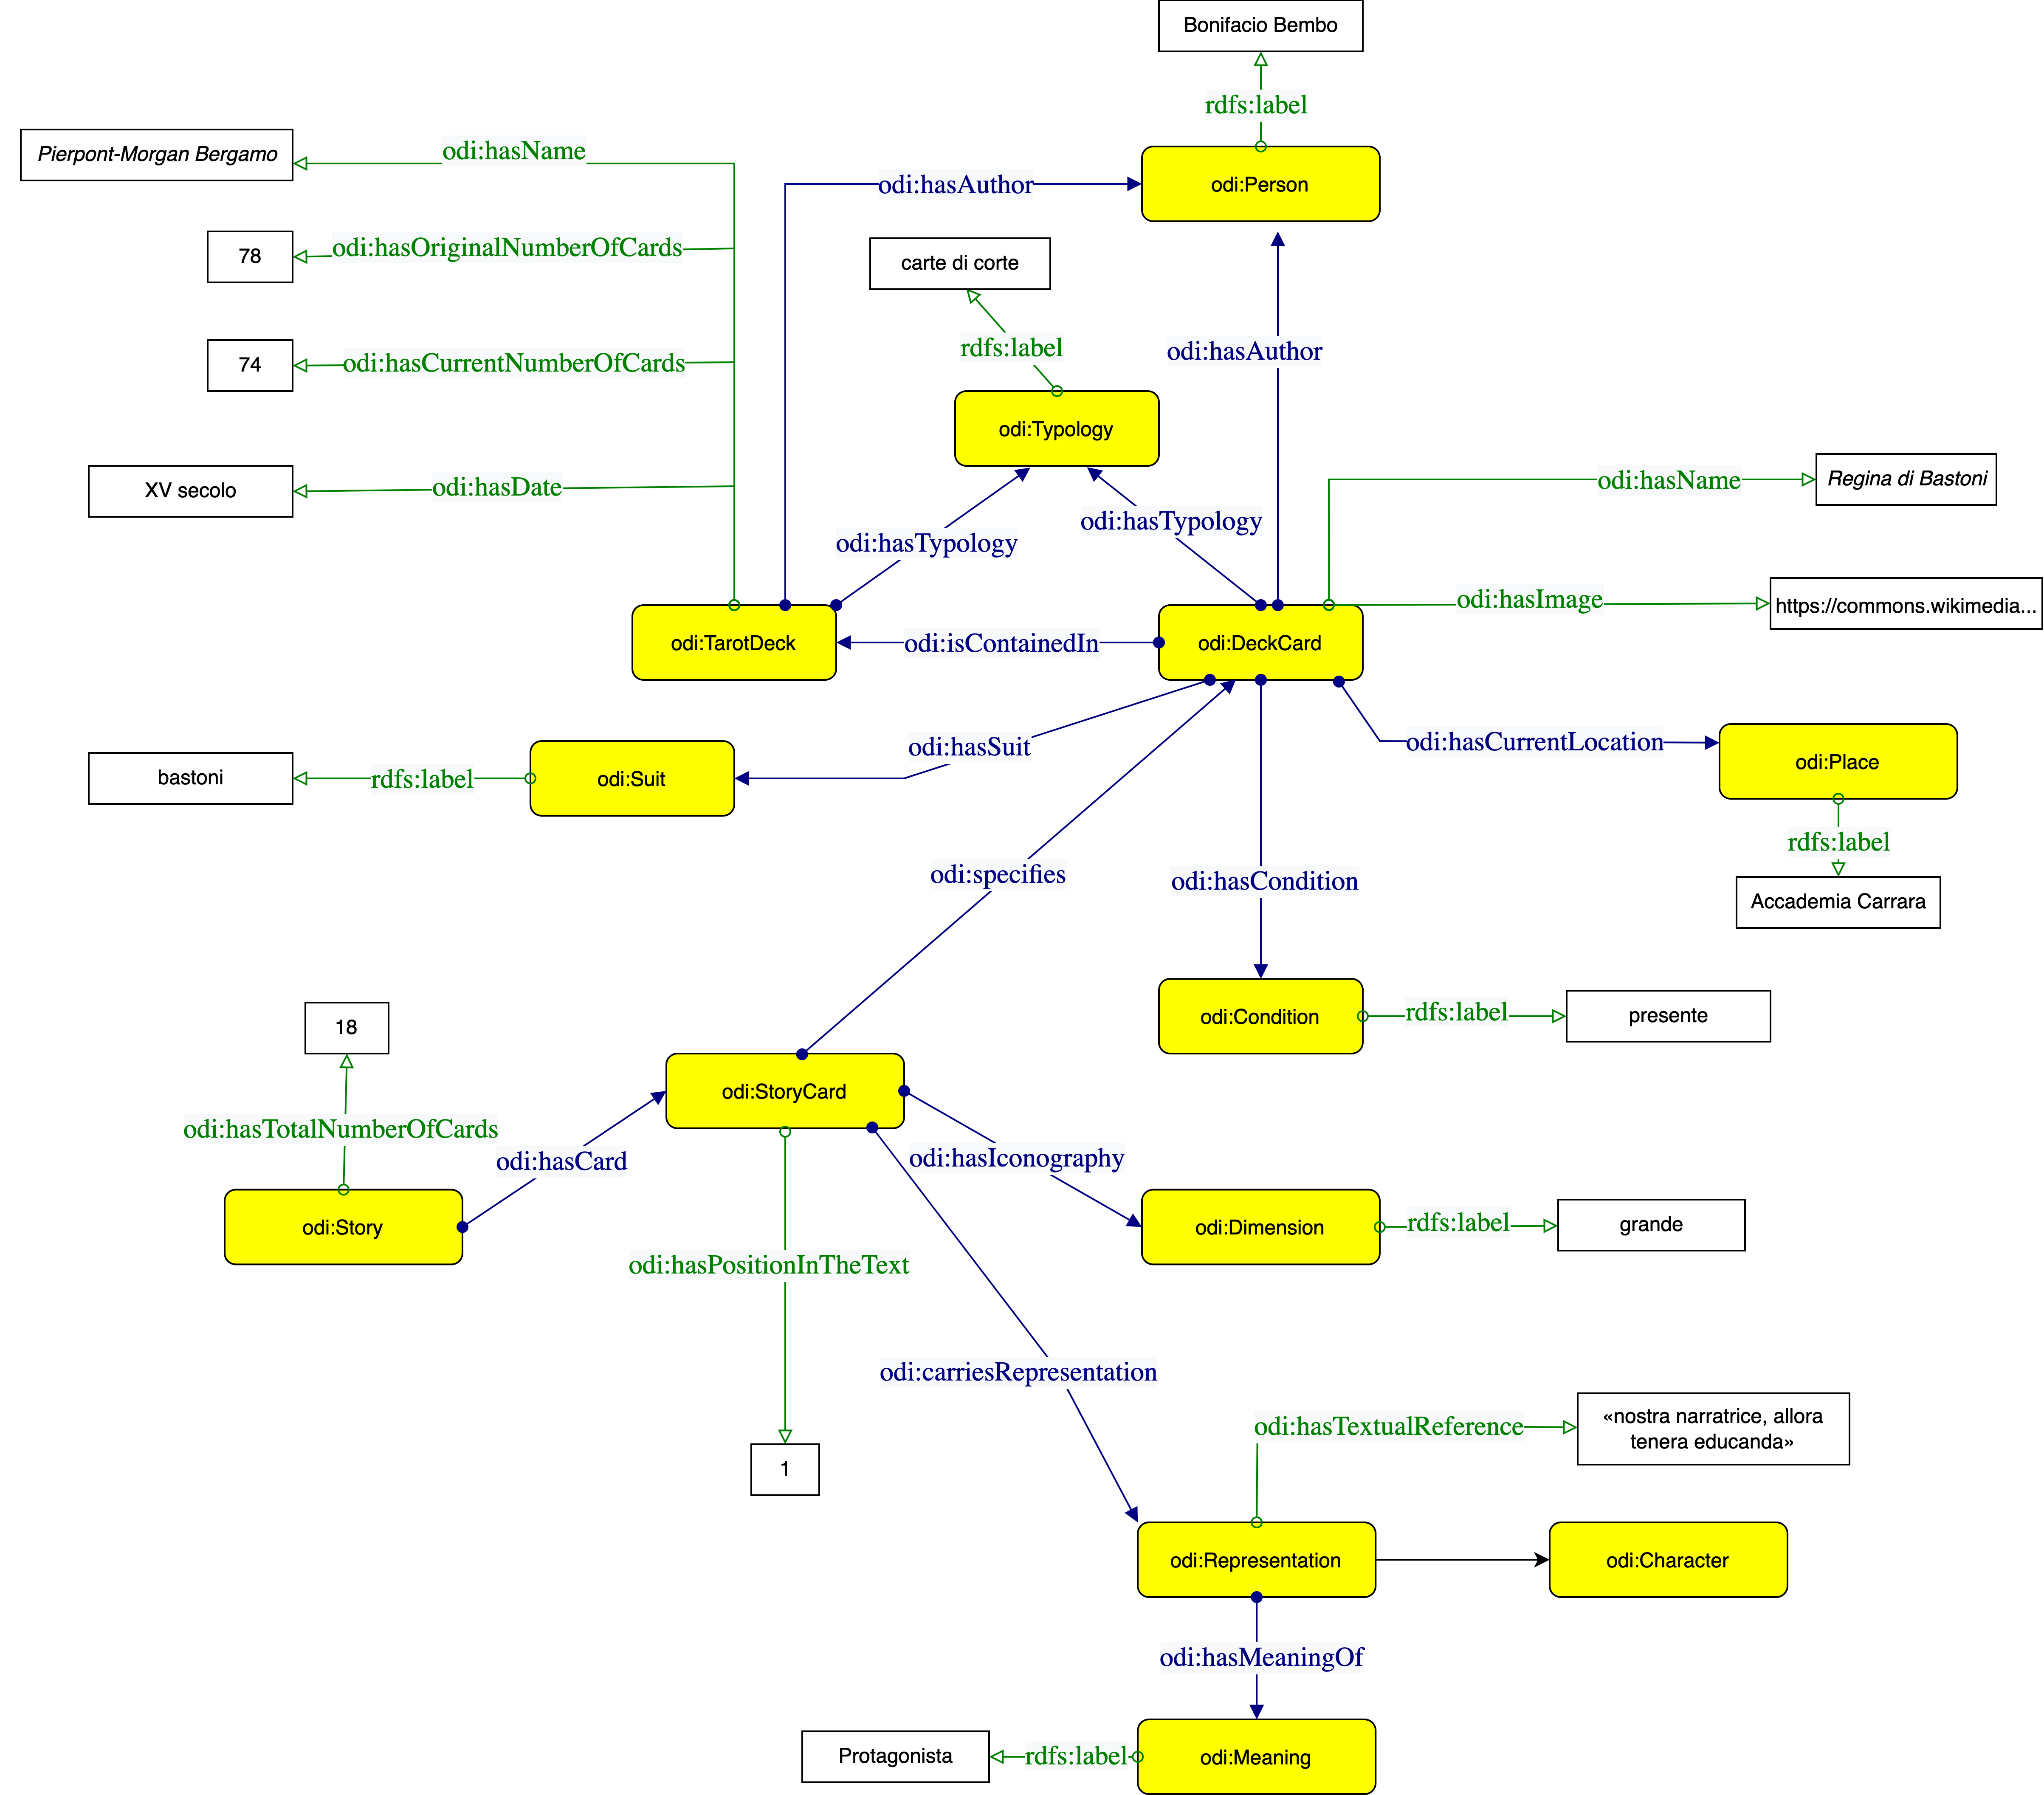 Bonifacio Bembo
rdfs:label
Pierpont-Morgan Bergamo
odi:hasName
odi:hasAuthor
odi:Person
78
odi:hasOriginalNumberOfCards
carte di corte
74
odi:hasCurrentNumberOfCards
rdfs:label
odi:hasAuthor
odi:Typology
XV secolo
odi:hasDate
odi:hasName
Regina di Bastoni
odi:hasTypology
odi:hasTypology
odi:hasImage
https://commons.wikimedia...
odi:TarotDeck
odi:isContainedIn
odi:DeckCard
odi:hasSuit
odi:hasCurrentLocation
odi:Place
bastoni
rdfs:label
odi:Suit
rdfs:label
odi:specifies
odi:hasCondition
Accademia Carrara
18
odi:Condition
rdfs:label
presente
odi:StoryCard
odi:hasTotalNumberOfCards
odi:hasCard
odi:hasIconography
odi:Story
odi:Dimension
rdfs:label
grande
odi:hasPositionInTheText
odi:carriesRepresentation
1
odi:hasTextualReference
«nostra narratrice, allora
tenera educanda»
odi:Representation
odi:Character
odi:hasMeaningOf
Protagonista
rdfs:label
odi:Meaning